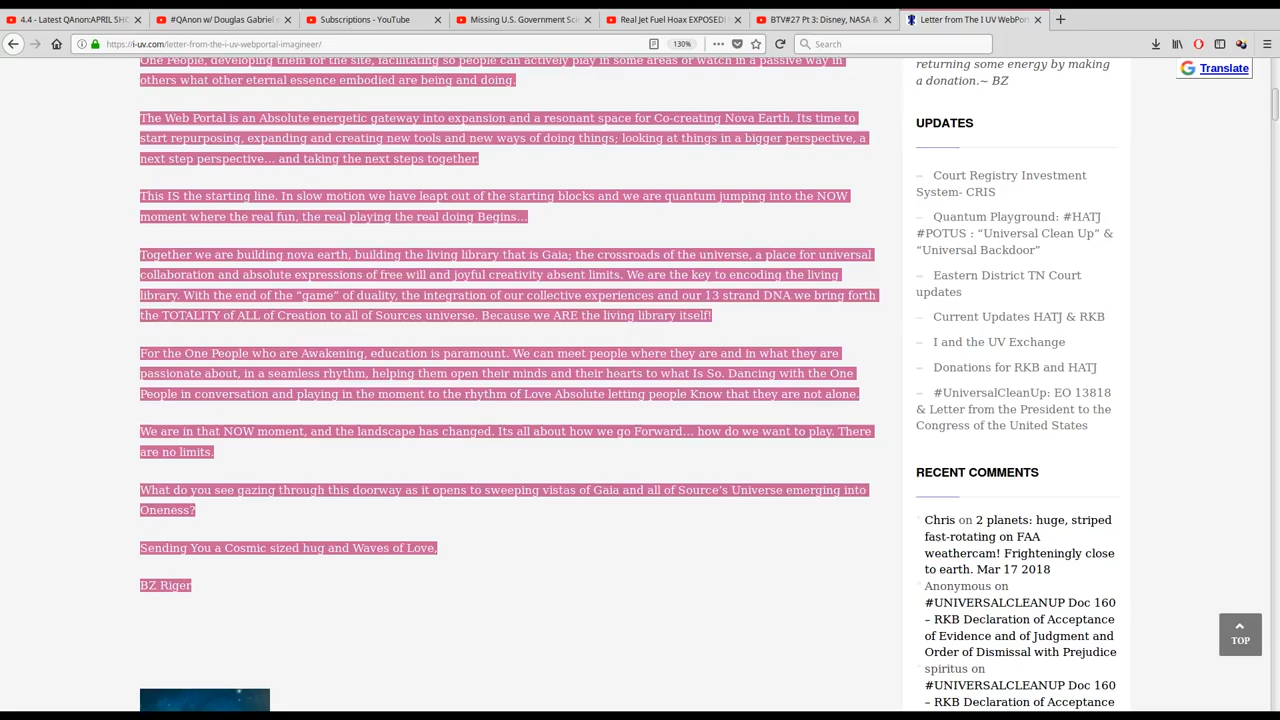 4.4 - Latest QAnon:APRIL SH
#QAnon w/ Douglas Gabriel
Subscriptions - YouTube
Missing U.S. Government Sci
Real Jet Fuel Hoax EXPOSED!
BTV#27 Pt 3: Disney, NASA &
Letter from The I UV WebPor
https://i-uv.com/letter-from-the-i-uv-webportal-imagineer/
130%
Search
One People, developing them for the site, facilitating so people can actively play in some areas or watch in a passive way in
others what other eternal essence embodied are being and doing.
The Web Portal is an Absolute energetic gateway into expansion and a resonant space for Co-creating Nova Earth. Its time to
start repurposing, expanding and creating new tools and new ways of doing things; looking at things in a bigger perspective, a
next step perspective… and taking the next steps together.
This IS the starting line. In slow motion we have leapt out of the starting blocks and we are quantum jumping into the NOW
moment where the real fun, the real playing the real doing Begins…
Together we are building nova earth, building the living library that is Gaia; the crossroads of the universe, a place for universal
collaboration and absolute expressions of free will and joyful creativity absent limits. We are the key to encoding the living
library. With the end of the “game” of duality, the integration of our collective experiences and our 13 strand DNA we bring forth
the TOTALITY of ALL of Creation to all of Sources universe. Because we ARE the living library itself!
For the One People who are Awakening, education is paramount. We can meet people where they are and in what they are
passionate about, in a seamless rhythm, helping them open their minds and their hearts to what Is So. Dancing with the One
People in conversation and playing in the moment to the rhythm of Love Absolute letting people Know that they are not alone.
We are in that NOW moment, and the landscape has changed. Its all about how we go Forward… how do we want to play. There
are no limits.
What do you see gazing through this doorway as it opens to sweeping vistas of Gaia and all of Source’s Universe emerging into
Oneness?
Sending You a Cosmic sized hug and Waves of Love,
BZ Riger
returning some energy by making
a donation.~ BZ
UPDATES
Court Registry Investment
System- CRIS
Quantum Playground: #HATJ
#POTUS : “Universal Clean Up” &
“Universal Backdoor”
Eastern District TN Court
updates
Current Updates HATJ & RKB
I and the UV Exchange
Donations for RKB and HATJ
#UniversalCleanUp: EO 13818
& Letter from the President to the
Congress of the United States
RECENT COMMENTS
Chris on 2 planets: huge, striped
fast-rotating on FAA
weathercam! Frighteningly close
to earth. Mar 17 2018
Anonymous on
#UNIVERSALCLEANUP Doc 160
– RKB Declaration of Acceptance
of Evidence and of Judgment and
Order of Dismissal with Prejudice
spiritus on
#UNIVERSALCLEANUP Doc 160
– RKB Declaration of Acceptance
Translate
TOP